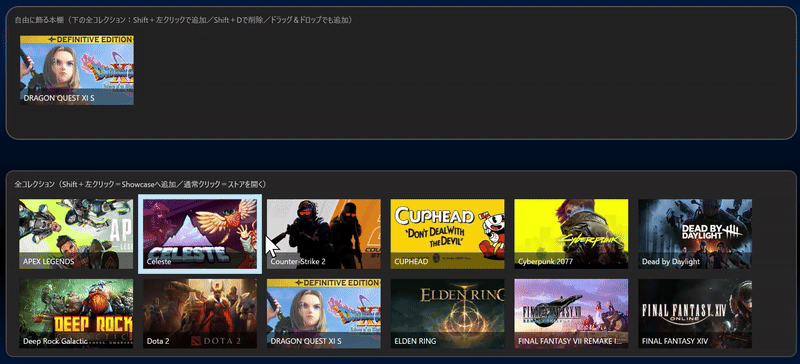 自由に飾る本棚（下の全コレクション：Shift＋左クリックで追加／Shift＋Dで削除／ドラッグ＆ドロップでも追加）
DEFINITIVE EDITION
DRAGON QUEST XI S
全コレクション（Shift＋左クリック＝Showcaseへ追加／通常クリック＝ストアを開く）
APEX LEGENDS
CELESTE
Celeste
Counter-Strike 2
CUPHEAD
"DON'T DEAL WITH THE DEVIL"
CUPHEAD
Cyberpunk
Cyberpunk 2077
DEAD BY DAYLIGHT
Dead by Daylight
DEEP ROCK
Deep Rock Galactic
DOTA 2
Dota 2
DEFINITIVE EDITION
DRAGON QUEST XI S
ELDEN RING
ELDEN RING
FINAL FANTASY VII
REMAKE
FINAL FANTASY VII REMAKE I...
FINAL FANTASY XIV
ONLINE
FINAL FANTASY XIV